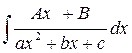 ∫ (Ax + B)/(ax² + bx + c) dx